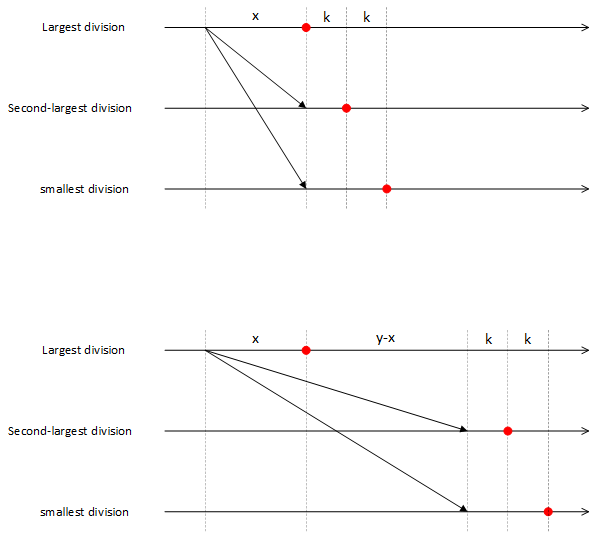 Largest division
x
k
k
Second-largest division
smallest division
Largest division
x
y-x
k
k
Second-largest division
smallest division